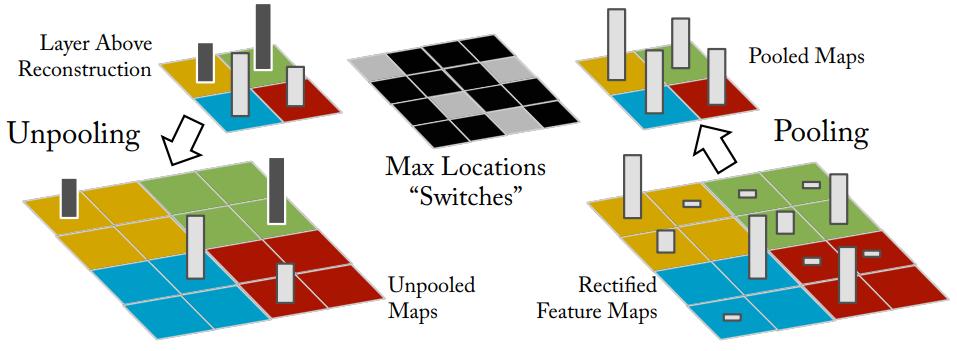 Layer Above
Reconstruction
Pooled Maps
Unpooling
Pooling
Max Locations
“Switches”
Unpooled
Maps
Rectified
Feature Maps